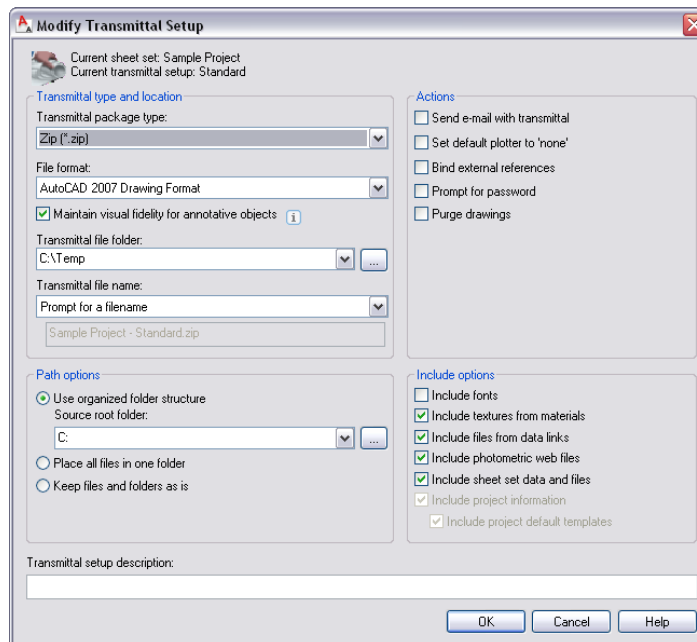 Modify Transmittal Setup
Current sheet set: Sample Project
Current transmittal setup: Standard
Transmittal type and location
Transmittal package type:
Zip (*.zip)
File format:
AutoCAD 2007 Drawing Format
Maintain visual fidelity for annotative objects
Transmittal file folder:
C:\Temp
...
Transmittal file name:
Prompt for a filename
Sample Project - Standard.zip
Actions
Send e-mail with transmittal
Set default plotter to 'none'
Bind external references
Prompt for password
Purge drawings
Path options
Use organized folder structure
Source root folder:
C:
...
Place all files in one folder
Keep files and folders as is
Include options
Include fonts
Include textures from materials
Include files from data links
Include photometric web files
Include sheet set data and files
Include project information
Include project default templates
Transmittal setup description:
OK Cancel Help